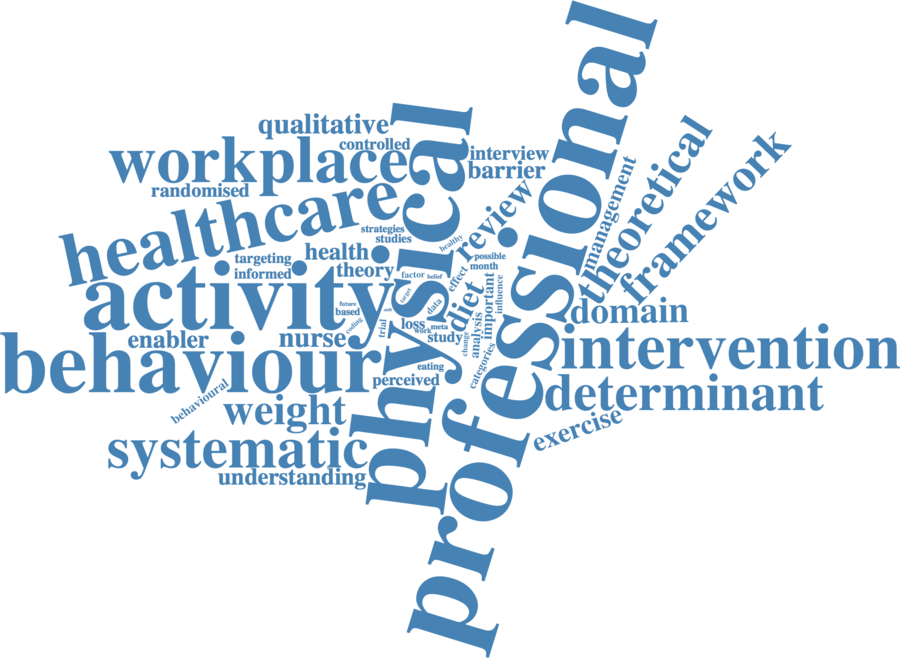 professional
physical
qualitative
controlled
workplace
interview
barrier
randomised
healthcare
review
management
theoretical
framework
strategies
studies
healthy
health
targeting
informed
theory
possible
month
factor
belief
effect
activity
target
future
based
shift
coding
trial
data
diet
important
influence
domain
loss
work
meta
study
analysis
change
categories
enabler
nurse
behaviour
intervention
eating
perceived
behavioural
weight
determinant
exercise
systematic
understanding